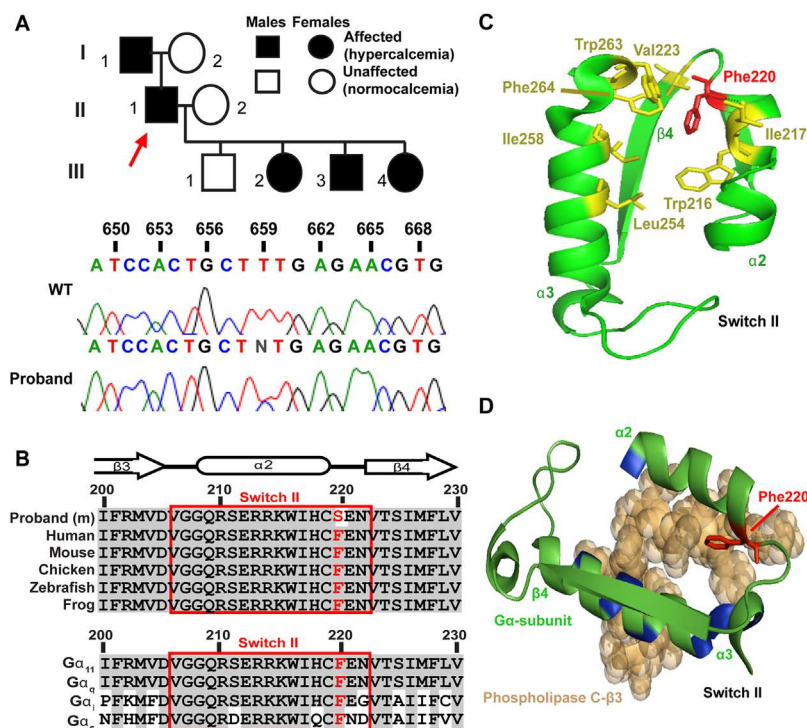 A
Males Females
I
1 2
Affected
(hypercalcemia)
Unaffected
(normocalcemia)
II
1 2
III
1 2 3 4
650 653 656 659 662 665 668
ATCCACTGCTTTGAGAACGTG
WT
ATCCACTGCTNTGAGAACGTG
Proband
B
β3 α2 β4
200 210 220 230
Switch II
Proband (m) IFRMVDVGGQRSERRKWIHCSENVTSIMFLV
Human IFRMVDVGGQRSERRKWIHCFENVTSIMFLV
Mouse IFRMVDVGGQRSERRKWIHCFENVTSIMFLV
Chicken IFRMVDVGGQRSERRKWIHCFENVTSIMFLV
Zebrafish IFRMVDVGGQRSERRKWIHCFENVTSIMFLV
Frog IFRMVDVGGQRSERRKWIHCFENVTSIMFLV
200 210 220 230
Switch II
Gα11 IFRMVDVGGQRSERRKWIHCFENVTSIMFLV
Gαq IFRMVDVGGQRSERRKWIHCFENVTSIMFLV
Gαi PFKMFDVGGQRSERKKWIHCFEGVTAIIFCV
NFHMFDVGGQRDERRKWIQCFNDVTAIIFVV
C
Trp263 Val223
Phe264 Phe220
β4
Ile258 Ile217
Trp216
Leu254
α2
α3
Switch II
D
α2
Phe220
β4
Gα-subunit
α3
Phospholipase C-β3
Switch II